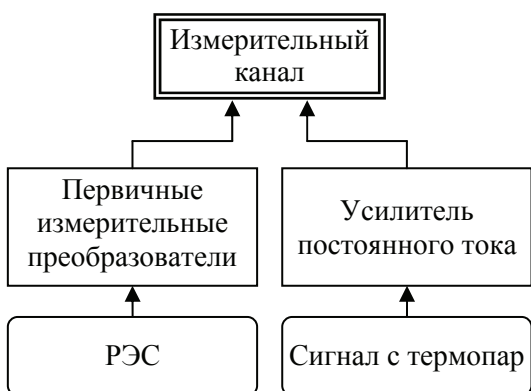 Измерительный
канал
Первичные
измерительные
преобразователи
Усилитель
постоянного тока
РЭС
Сигнал с термопар